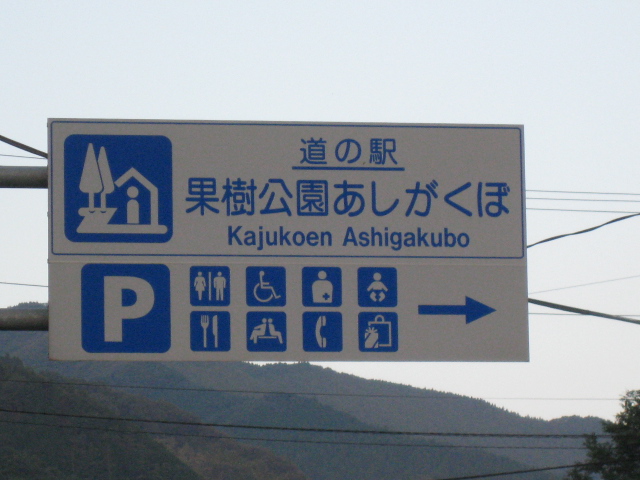 道の駅
果樹公園あしがくぼ
Kajukoen Ashigakubo
P